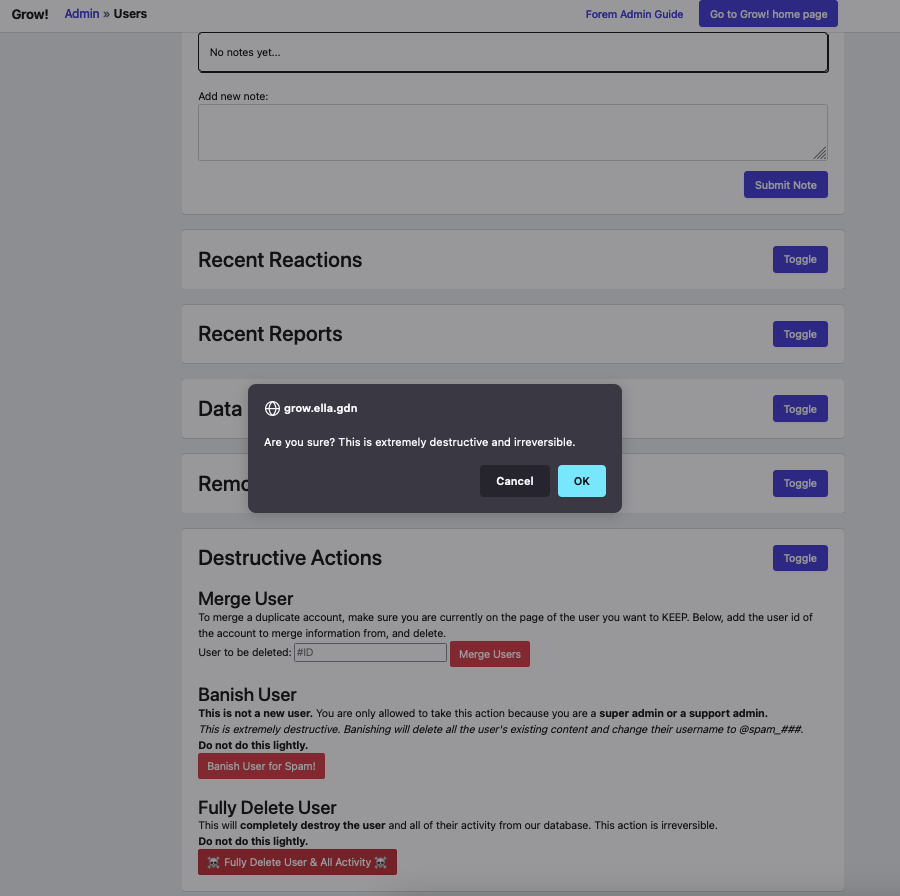 Grow! Admin » Users Forem Admin Guide Go to Grow! home page
No notes yet...
Add new note:
Submit Note
Recent Reactions Toggle
Recent Reports Toggle
grow.ella.gdn
Data Toggle
Are you sure? This is extremely destructive and irreversible.
Cancel OK
Remo Toggle
Destructive Actions Toggle
Merge User
To merge a duplicate account, make sure you are currently on the page of the user you want to KEEP. Below, add the user id of
the account to merge information from, and delete.
User to be deleted: #ID Merge Users
Banish User
This is not a new user. You are only allowed to take this action because you are a super admin or a support admin.
This is extremely destructive. Banishing will delete all the user's existing content and change their username to @spam_###.
Do not do this lightly.
Banish User for Spam!
Fully Delete User
This will completely destroy the user and all of their activity from our database. This action is irreversible.
Do not do this lightly.
☠️ Fully Delete User & All Activity ☠️